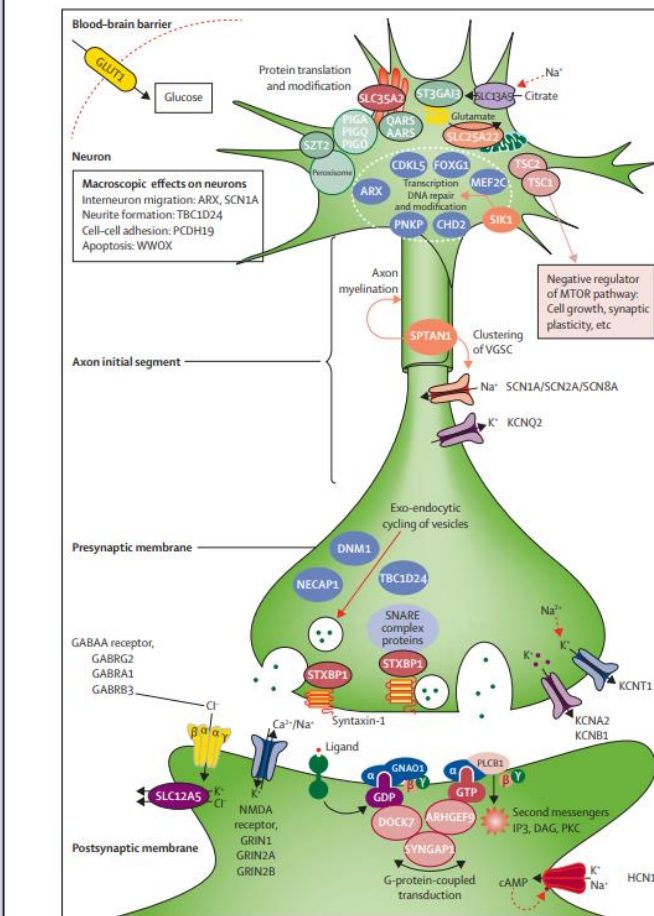 Blood–brain barrier
GLUT1
Glucose
Protein translation
and modification
SLC35A2
ST3GAI3
SLC13A5
Na⁺
Citrate
Glutamate
SLC25A22
PIGA
PIGQ
PIGO
QARS
AARS
SZT2
Peroxisome
TSC2
TSC1
Neuron
Macroscopic effects on neurons
Interneuron migration: ARX, SCN1A
Neurite formation: TBC1D24
Cell–cell adhesion: PCDH19
Apoptosis: WWOX
CDKL5
FOXG1
ARX
MEF2C
Transcription
DNA repair
and modification
PNKP
CHD2
SIK1
Negative regulator
of MTOR pathway:
Cell growth, synaptic
plasticity, etc
Axon
myelination
SPTAN1
Clustering
of VGSC
Axon initial segment
Na⁺ SCN1A/SCN2A/SCN8A
K⁺ KCNQ2
Exo-endocytic
cycling of vesicles
Presynaptic membrane
DNM1
NECAP1
TBC1D24
SNARE
complex
proteins
STXBP1
STXBP1
Syntaxin-1
Na²⁺
K⁺
KCNT1
K⁺
KCNA2
KCNB1
GABAA receptor,
GABRG2
GABRA1
GABRB3
Cl⁻
β α α γ
SLC12A5
K⁺
Cl⁻
Ca²⁺/Na⁺
K⁺
NMDA
receptor,
GRIN1
GRIN2A
GRIN2B
Ligand
α
GNAO1
β γ
GDP
α
PLCB1
β γ
GTP
DOCK7
ARHGEF9
SYNGAP1
Second messengers
IP3, DAG, PKC
G-protein-coupled
transduction
Postsynaptic membrane
cAMP
K⁺
Na⁺
HCN1